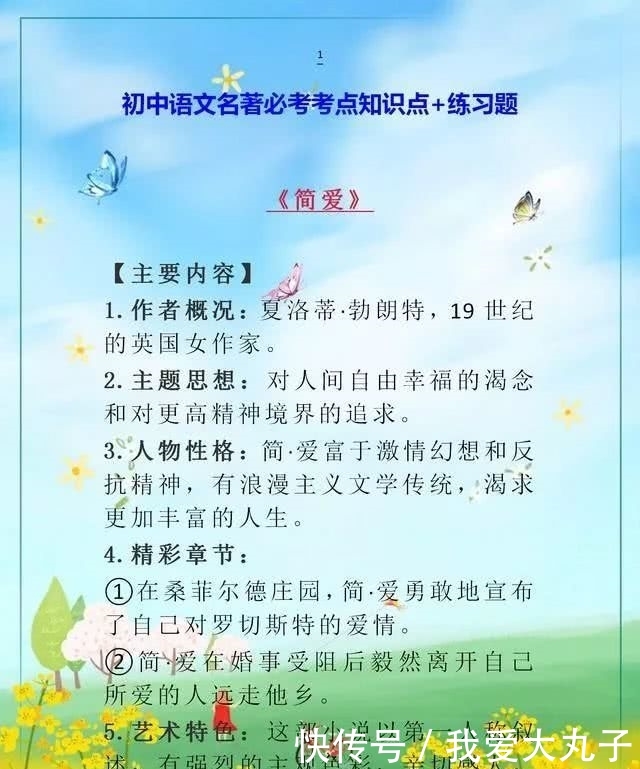 1
初中语文名著必考考点知识点+练习题
《简爱》
【主要内容】
1.作者概况：夏洛蒂·勃朗特，19 世纪
的英国女作家。
2.主题思想：对人间自由幸福的渴念
和对更高精神境界的追求。
3.人物性格：简·爱富于激情幻想和反
抗精神，有浪漫主义文学传统，渴求
更加丰富的人生。
4.精彩章节：
①在桑菲尔德庄园，简·爱勇敢地宣布
了自己对罗切斯特的爱情。
②简·爱在婚事受阻后毅然离开自己
所爱的人远走他乡。
5.艺术特色：这部小说以第一人称叙
述，有强烈的主观色彩，亲切感人
快传号 / 我爱大丸子